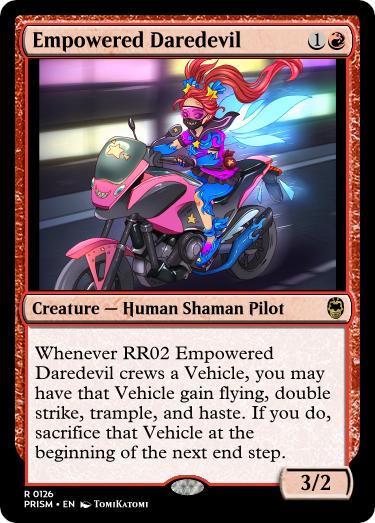 Empowered Daredevil 1
Creature — Human Shaman Pilot
Whenever RR02 Empowered
Daredevil crews a Vehicle, you may
have that Vehicle gain flying, double
strike, trample, and haste. If you do,
sacrifice that Vehicle at the
beginning of the next end step.
3/2
R 0126
PRISM • EN TomiKatomi